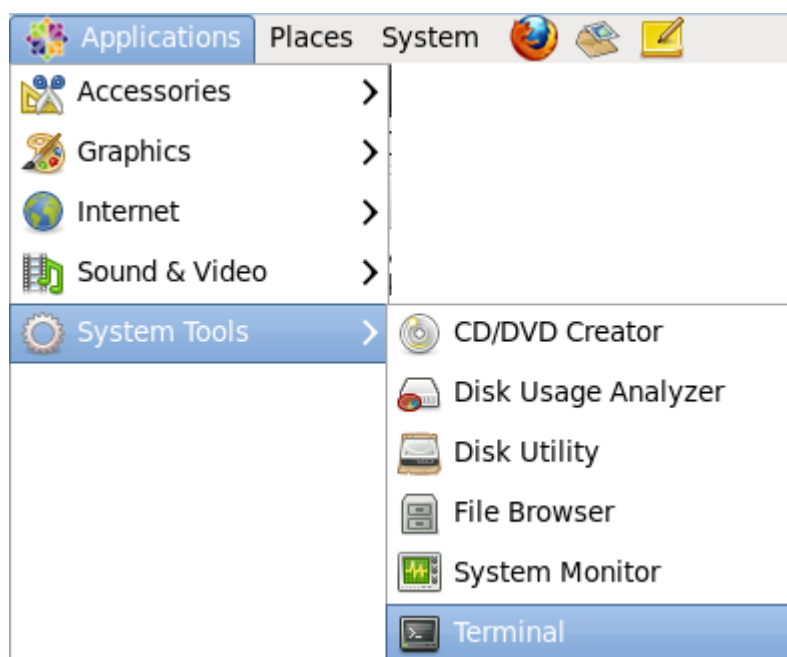 Applications Places System
Accessories
Graphics
Internet
Sound & Video
System Tools
CD/DVD Creator
Disk Usage Analyzer
Disk Utility
File Browser
System Monitor
Terminal